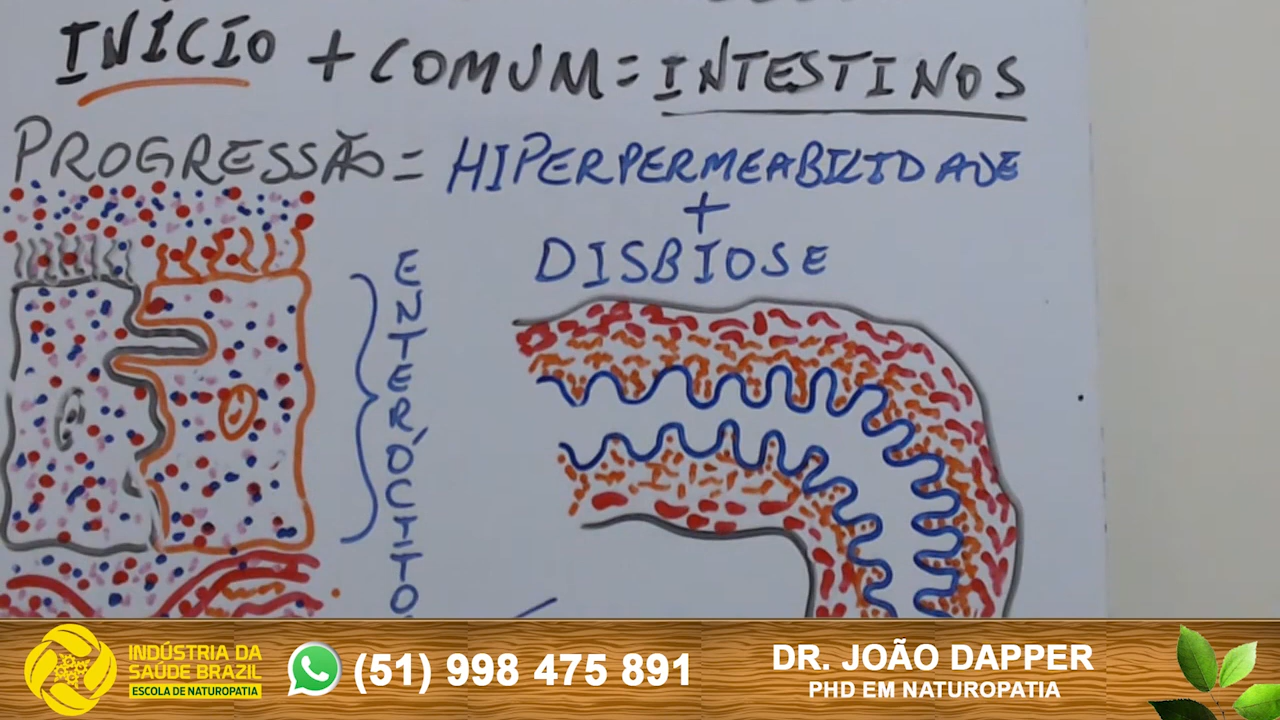 INÍCIO + COMUM = INTESTINOS
PROGRESSÃO = HIPERPERMEABILIDADE
+
DISBIOSE
ENTERÓCITO
INDÚSTRIA DA
SAÚDE BRAZIL
ESCOLA DE NATUROPATIA
(51) 998 475 891
DR. JOÃO DAPPER
PHD EM NATUROPATIA